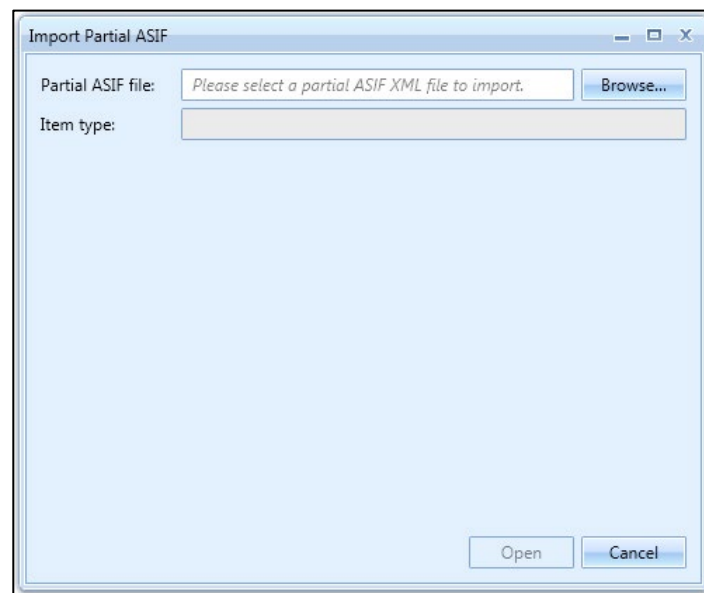 Import Partial ASIF
Partial ASIF file: Please select a partial ASIF XML file to import. Browse...
Item type:
Open Cancel